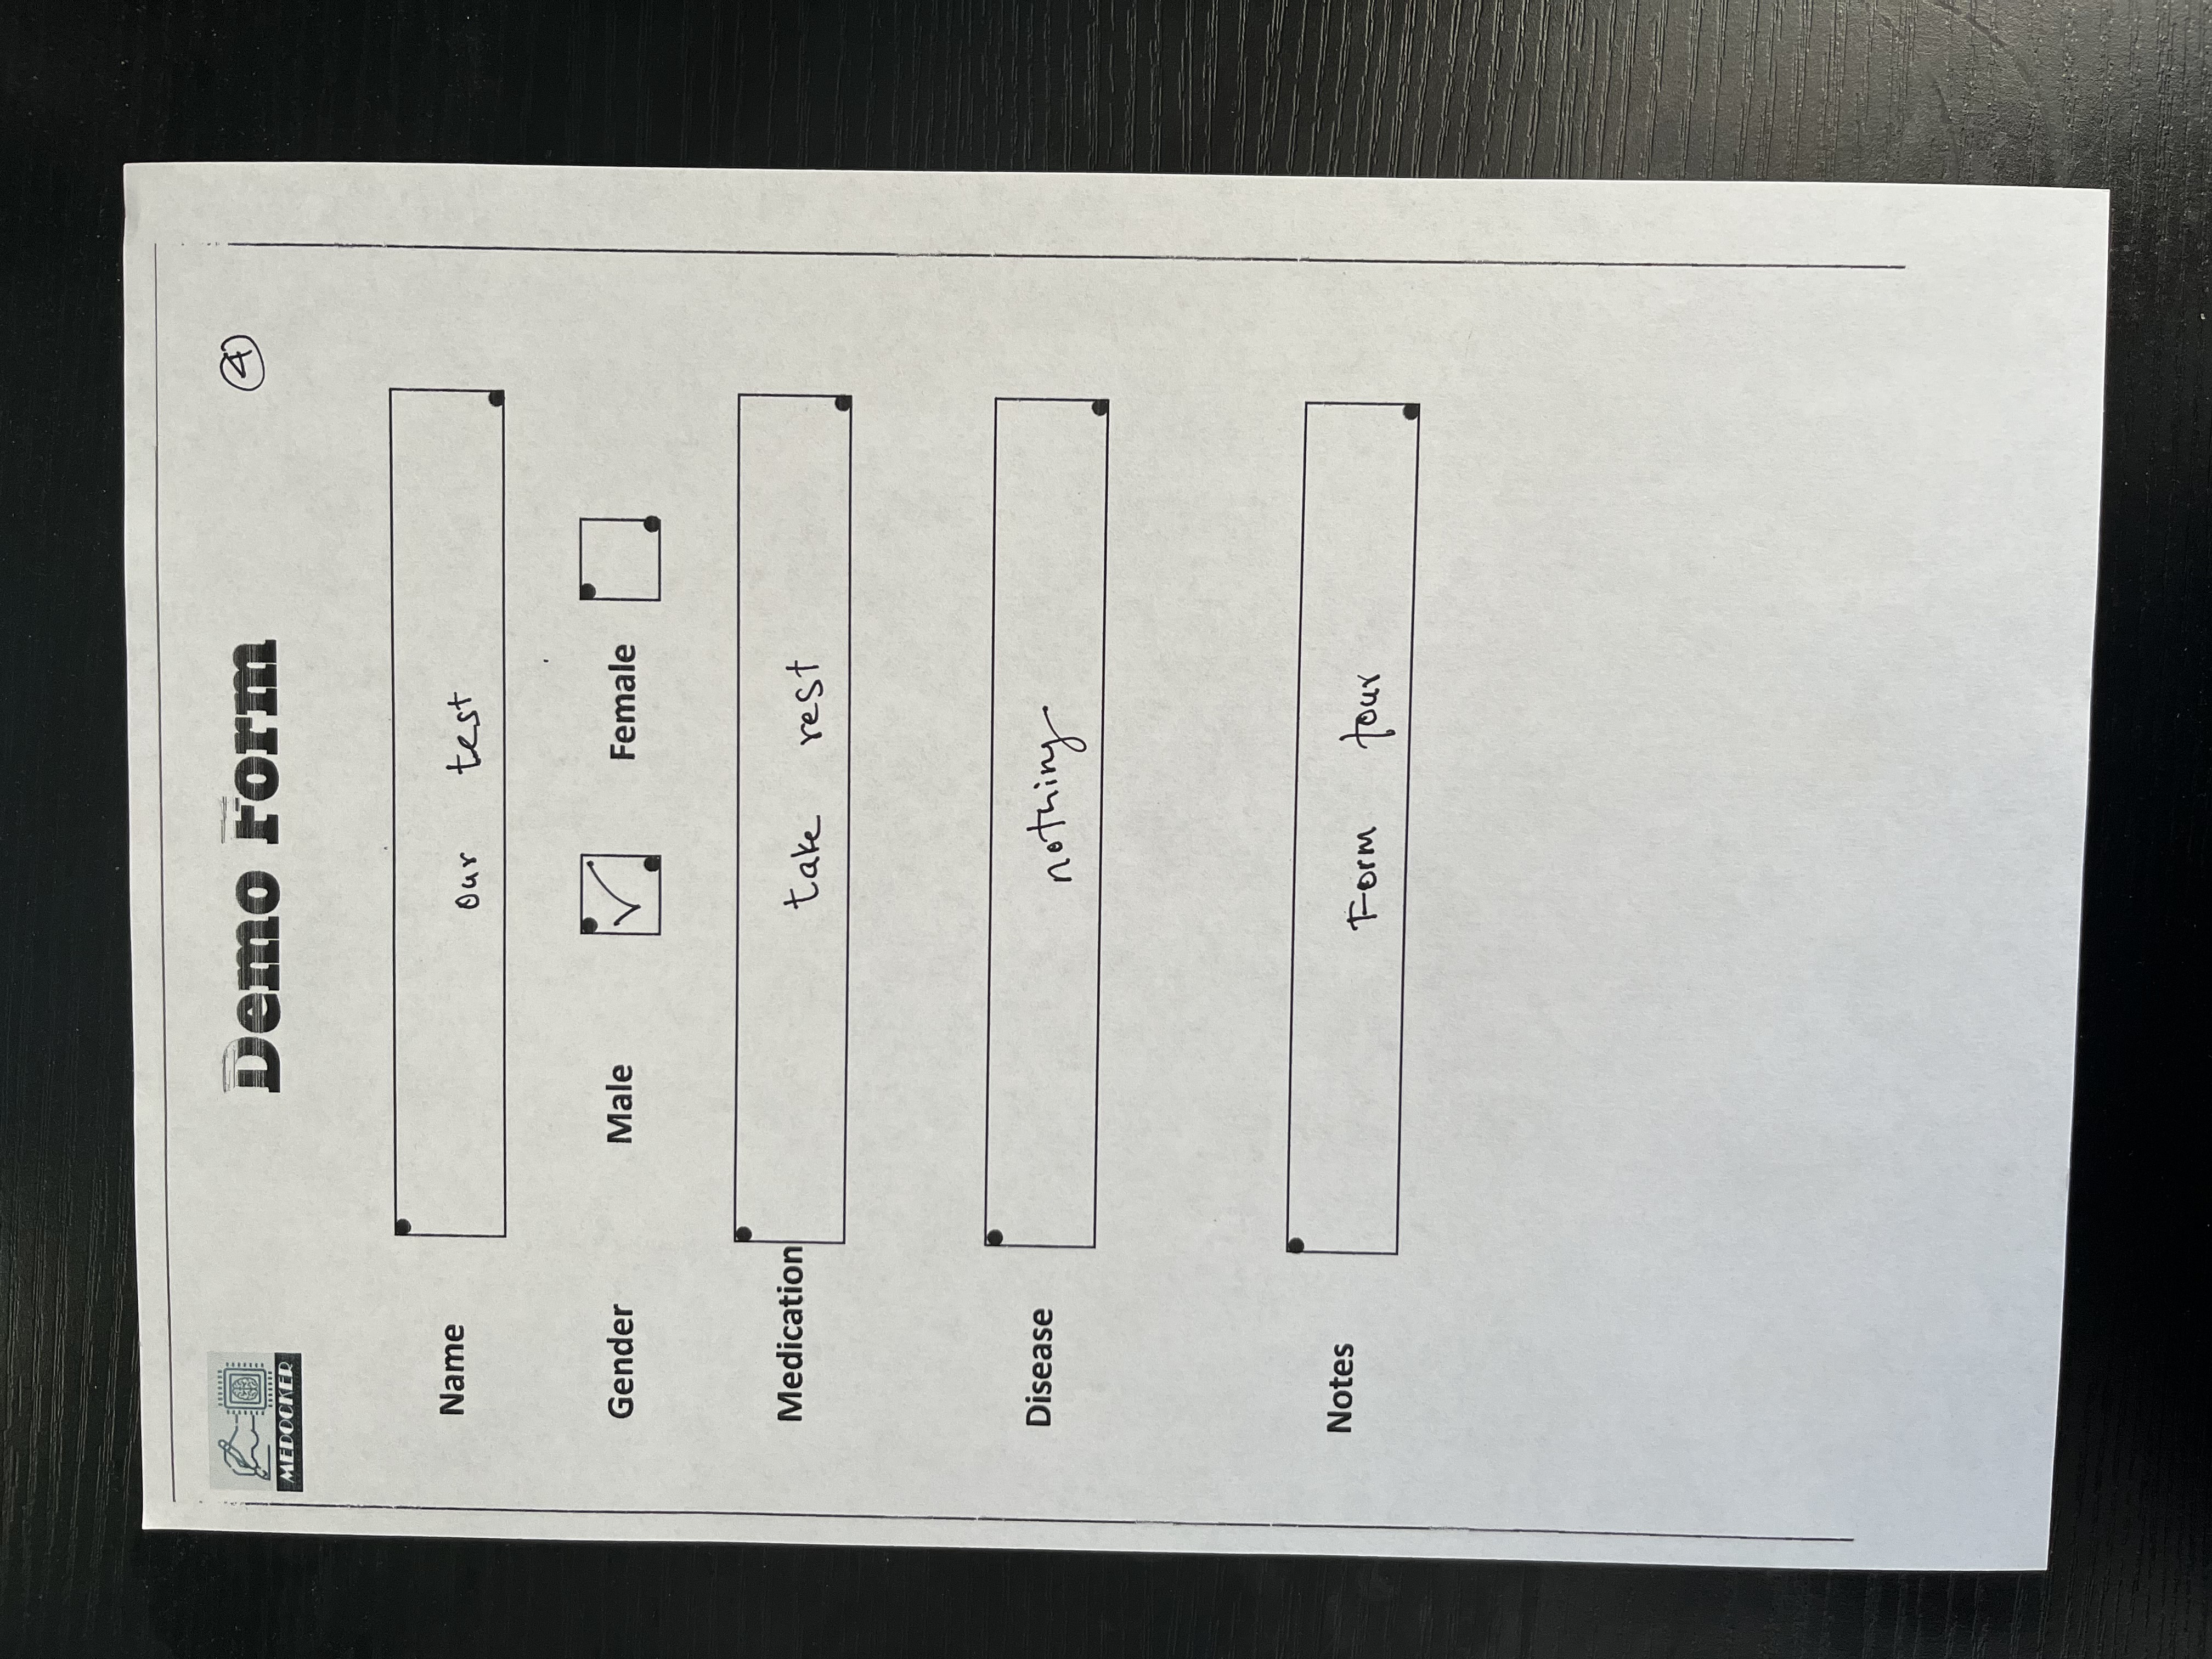 MEDOCKER
Demo Form
4
Name our test
Gender Male Female
Medication take rest
Disease nothing
Notes Form four